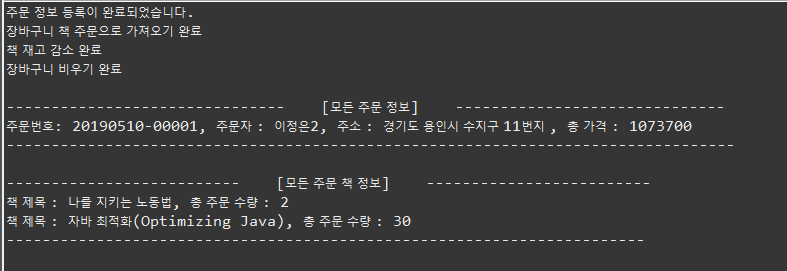 주문 정보 등록이 완료되었습니다.
장바구니 책 주문으로 가져오기 완료
책 재고 감소 완료
장바구니 비우기 완료
------------------------------- [모든 주문 정보] ------------------------------
주문번호: 20190510-00001, 주문자 : 이정은2, 주소 : 경기도 용인시 수지구 11번지 , 총 가격 : 1073700
---------------------------------------------------------------------------------
-------------------------- [모든 주문 책 정보] -------------------------
책 제목 : 나를 지키는 노동법, 총 주문 수량 : 2
책 제목 : 자바 최적화(Optimizing Java), 총 주문 수량 : 30
-----------------------------------------------------------------------